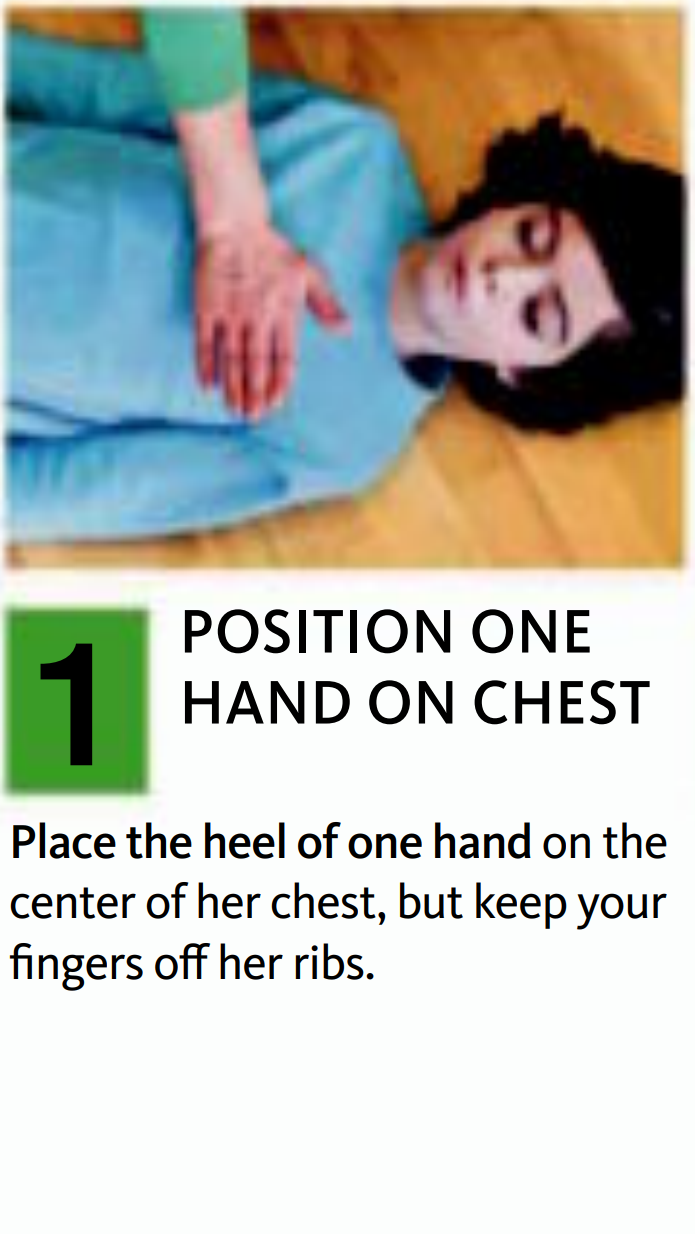 1
POSITION ONE
HAND ON CHEST
Place the heel of one hand on the
center of her chest, but keep your
fingers off her ribs.